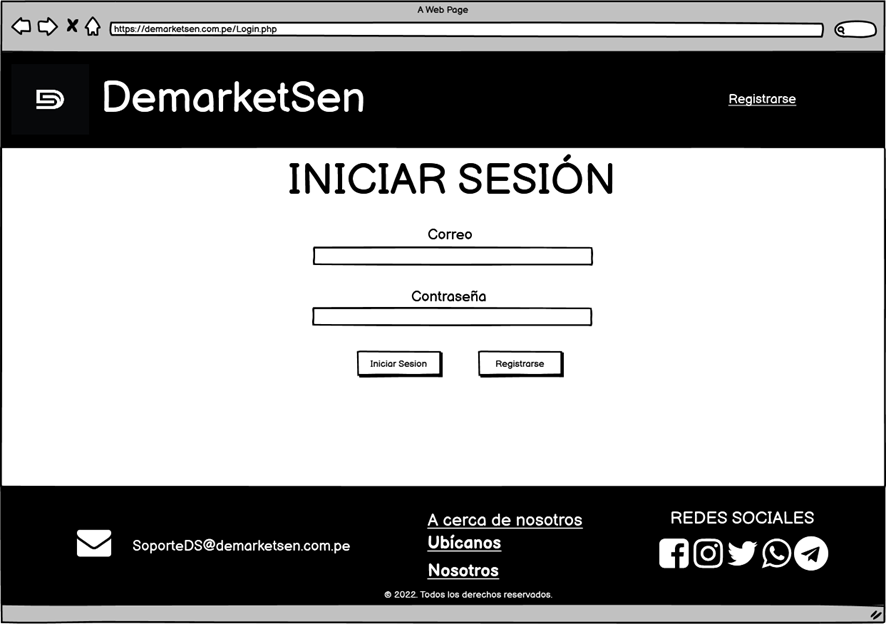 A Web Page
https://demarketsen.com.pe/Login.php
DemarketSen
Registrarse
INICIAR SESIÓN
Correo
Contraseña
Iniciar Sesion
Registrarse
SoporteDS@demarketsen.com.pe
A cerca de nosotros
Ubícanos
Nosotros
REDES SOCIALES
© 2022. Todos los derechos reservados.